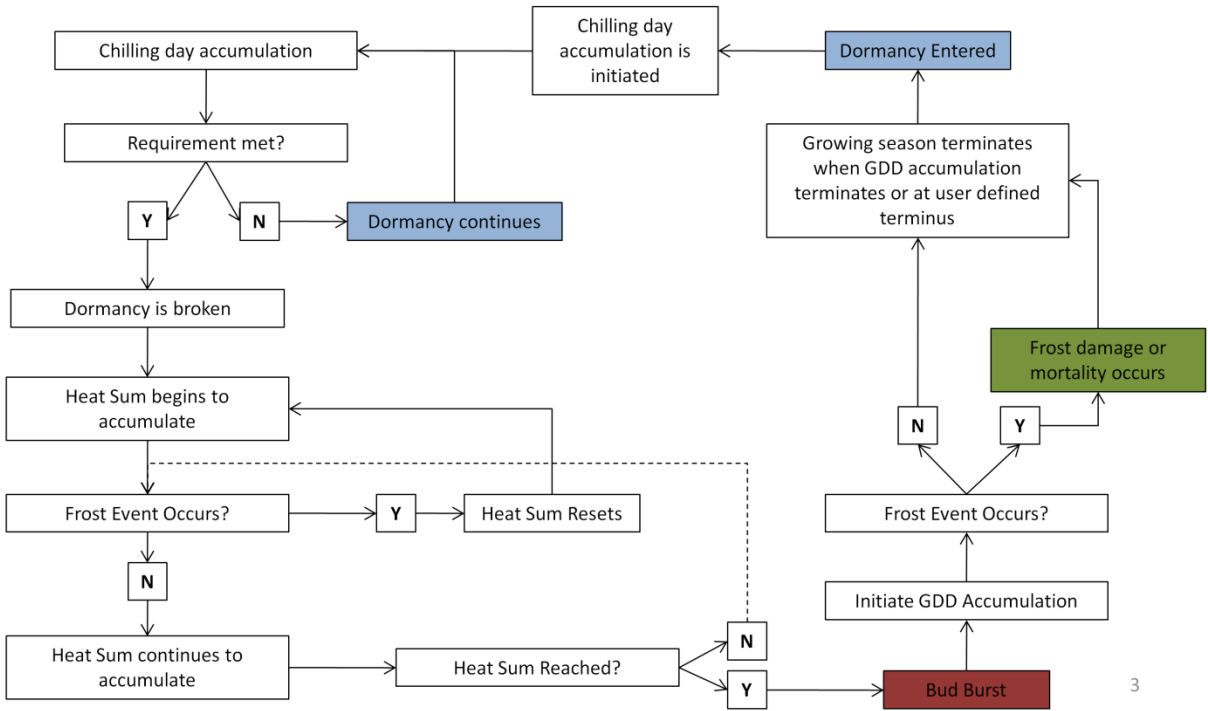 Chilling day accumulation
Chilling day
accumulation is
initiated
Dormancy Entered
Requirement met?
Growing season terminates
when GDD accumulation
terminates or at user defined
terminus
Y
N
Dormancy continues
Dormancy is broken
Frost damage or
mortality occurs
Heat Sum begins to
accumulate
N
Y
Frost Event Occurs?
Y
Heat Sum Resets
Frost Event Occurs?
N
Initiate GDD Accumulation
Heat Sum continues to
accumulate
Heat Sum Reached?
N
Y
Bud Burst
3